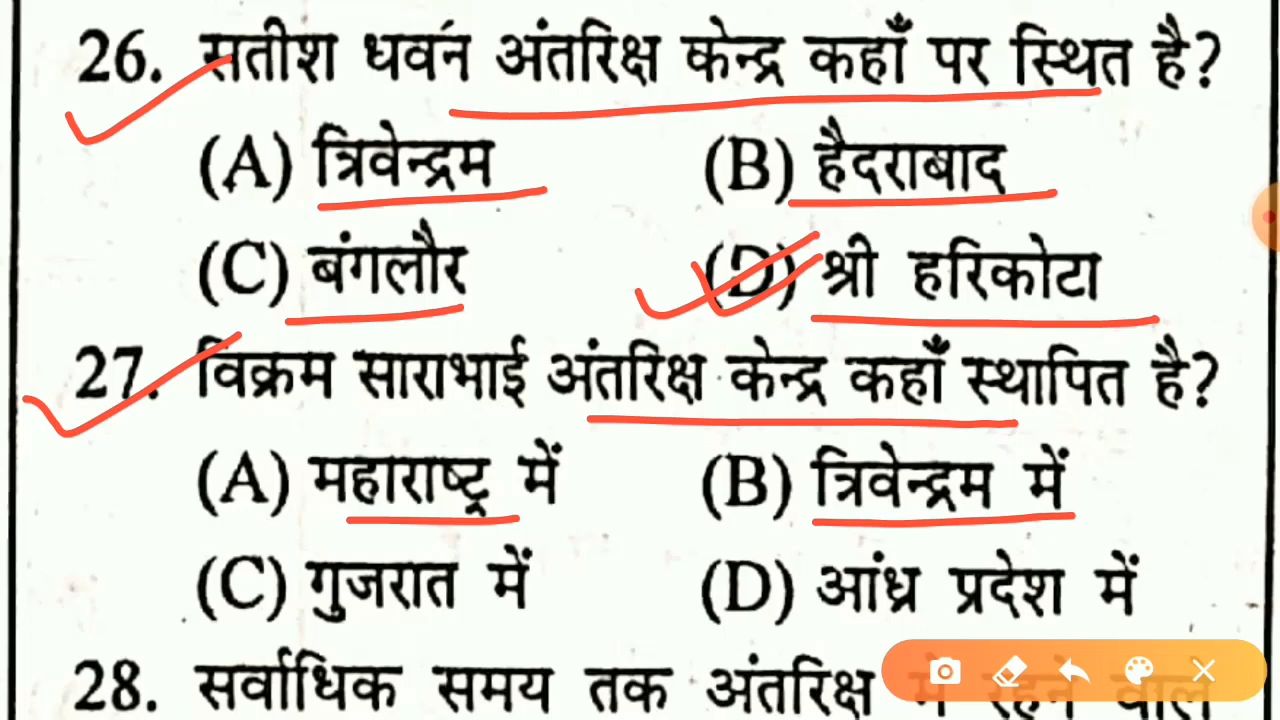 26. सतीश धवन अंतरिक्ष केन्द्र कहाँ पर स्थित है?
(A) त्रिवेन्द्रम (B) हैदराबाद
(C) बंगलौर (D) श्री हरिकोटा
27. विक्रम साराभाई अंतरिक्ष केन्द्र कहाँ स्थापित है?
(A) महाराष्ट्र में (B) त्रिवेन्द्रम में
(C) गुजरात में (D) आंध्र प्रदेश में
28. सर्वाधिक समय तक अंतरिक्ष में रहने वाले